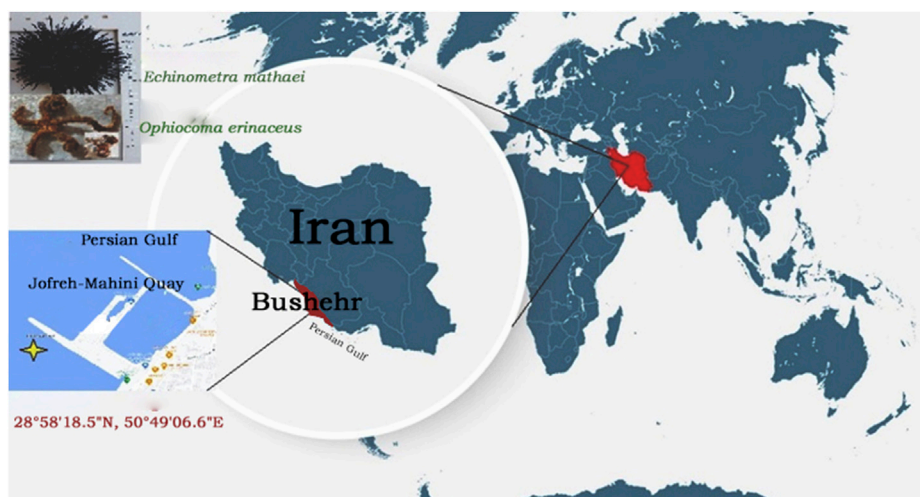 Echinometra mathaei
Ophiocoma erinaceus
Iran
Bushehr
Persian Gulf
Persian Gulf
Jofreh-Mahini Quay
28°58'18.5"N, 50°49'06.6"E